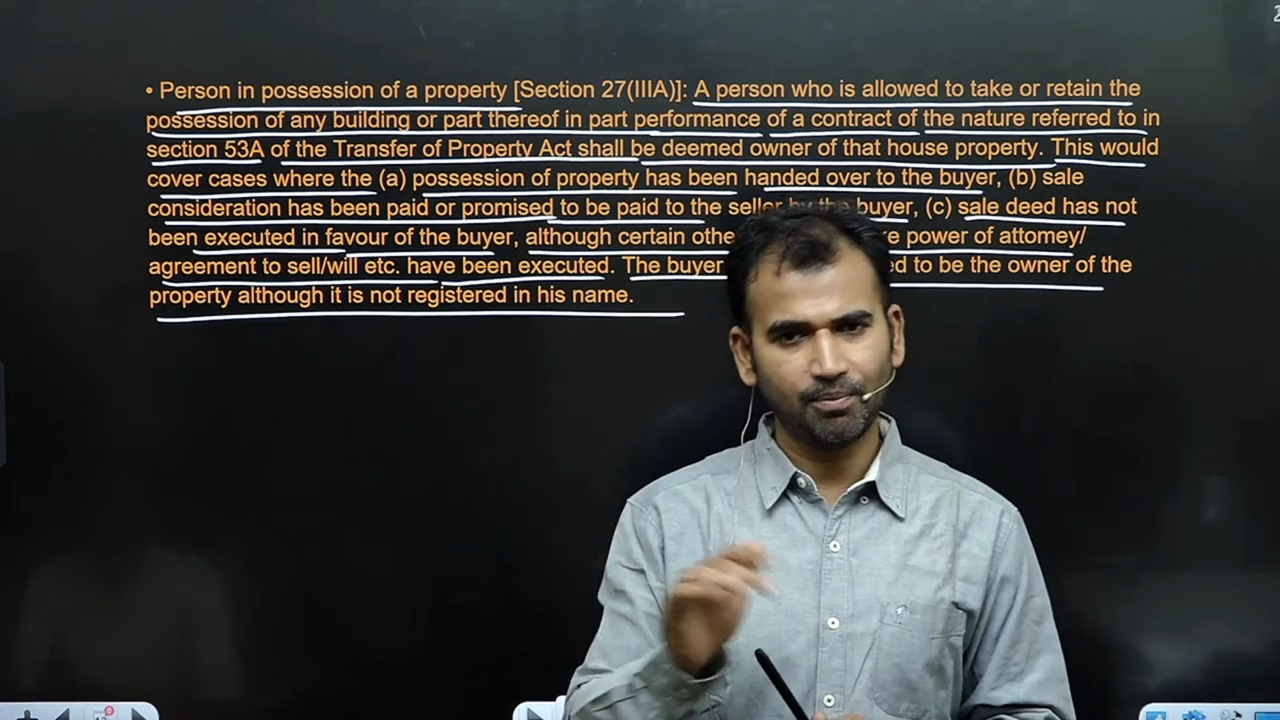 • Person in possession of a property [Section 27(IIIA)]: A person who is allowed to take or retain the
possession of any building or part thereof in part performance of a contract of the nature referred to in
section 53A of the Transfer of Property Act shall be deemed owner of that house property. This would
cover cases where the (a) possession of property has been handed over to the buyer, (b) sale
consideration has been paid or promised to be paid to the seller by the buyer, (c) sale deed has not
been executed in favour of the buyer, although certain power of attomey/
agreement to sell/will etc. have been executed. The buyer to be the owner of the
property although it is not registered in his name.